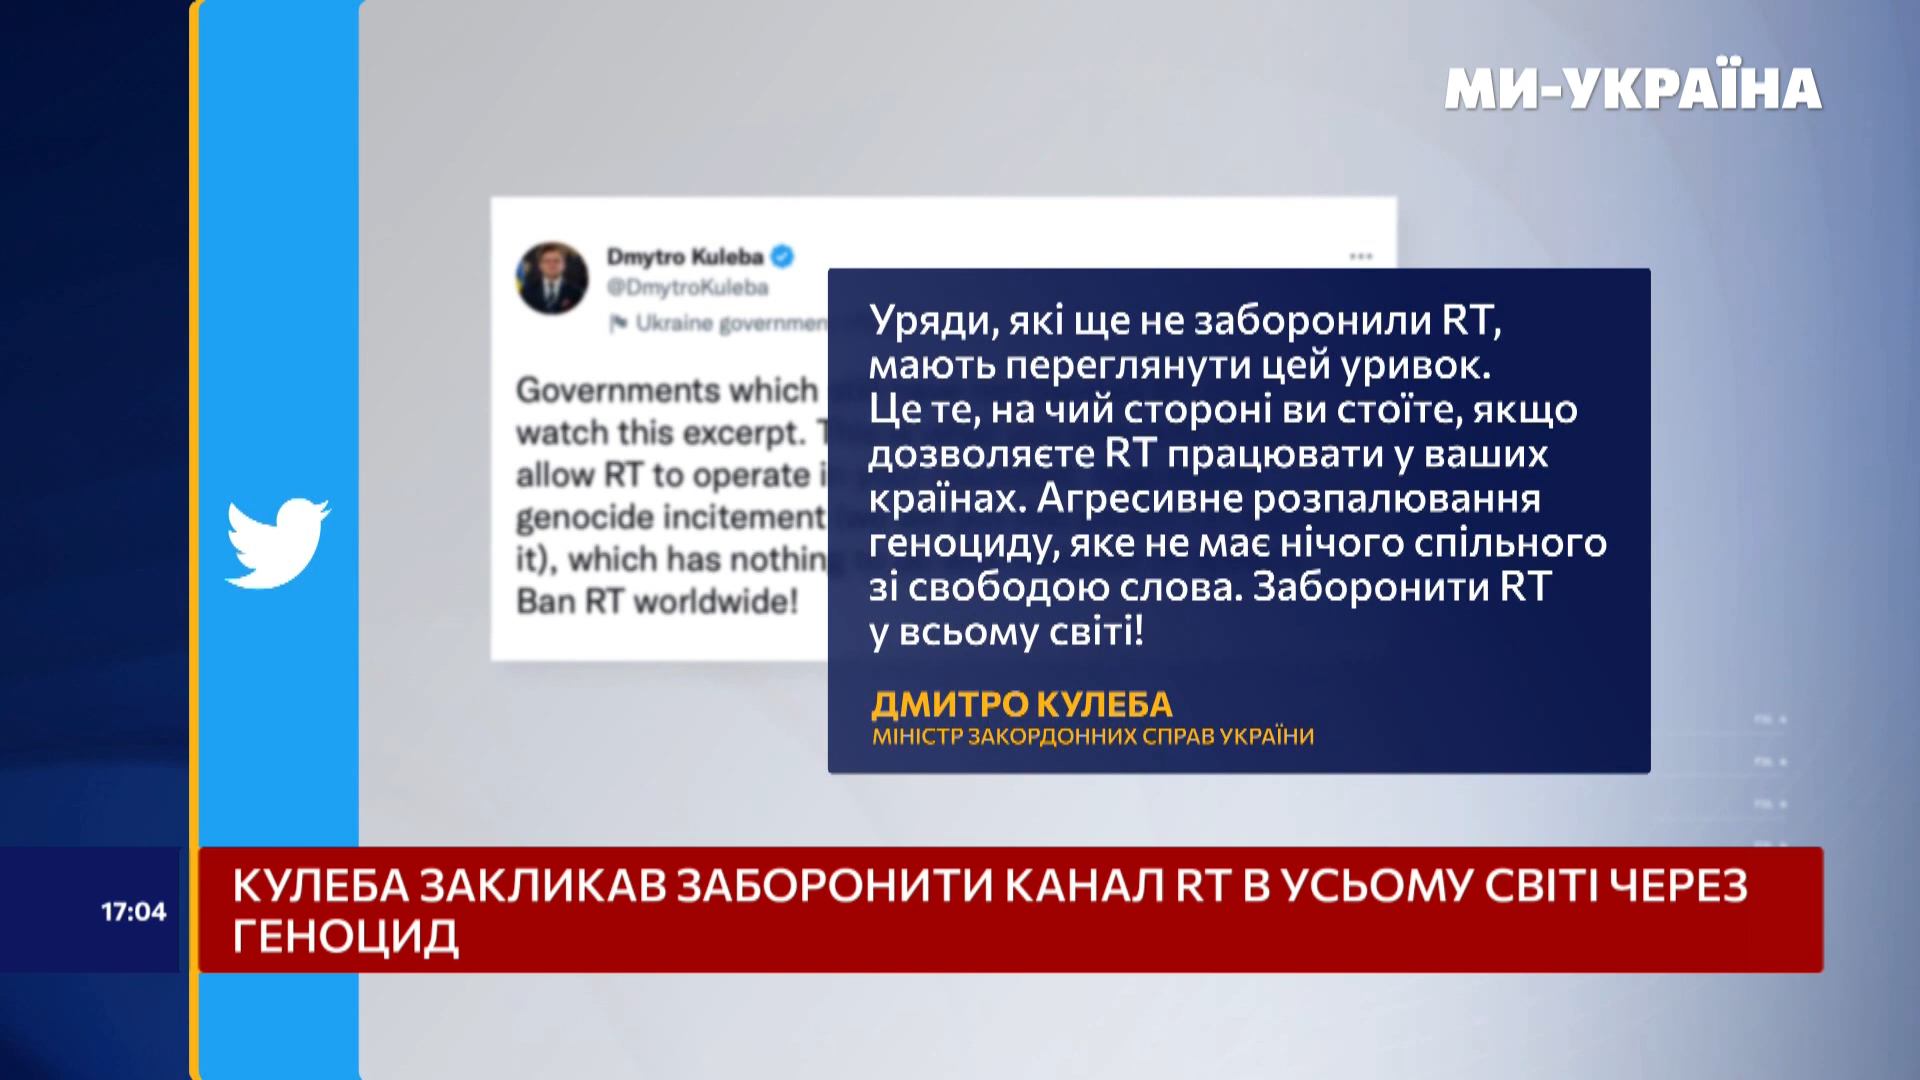 МИ-УКРАЇНА
Dmytro Kuleba
@DmytroKuleba
Ukraine government
Governments which
watch this excerpt.
allow RT to operate
genocide incitement
it), which has nothing
Ban RT worldwide!
Уряди, які ще не заборонили RT,
мають переглянути цей уривок.
Це те, на чий стороні ви стоїте, якщо
дозволяєте RT працювати у ваших
країнах. Агресивне розпалювання
геноциду, яке не має нічого спільного
зі свободою слова. Заборонити RT
у всьому світі!
ДМИТРО КУЛЕБА
МІНІСТР ЗАКОРДОННИХ СПРАВ УКРАЇНИ
17:04
КУЛЕБА ЗАКЛИКАВ ЗАБОРОНИТИ КАНАЛ RT В УСЬОМУ СВІТІ ЧЕРЕЗ
ГЕНОЦИД